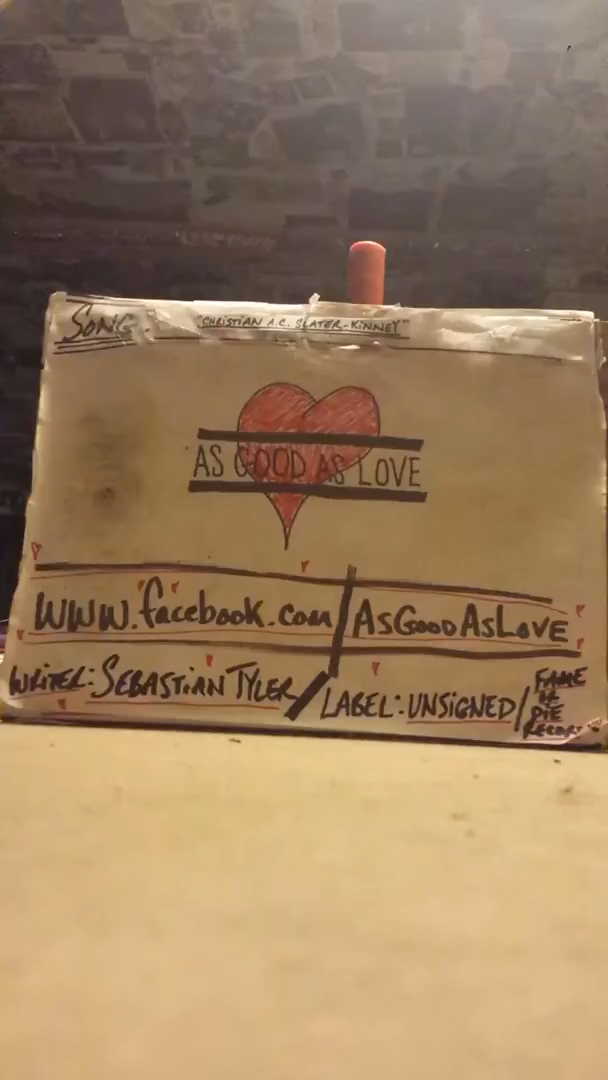 SONG: "CHRISTIAN A.C. SLATER-KINNEY"
AS GOOD AS LOVE
www.facebook.com/AsGoodAsLove
WRITER: SEBASTIAN TYLER / LABEL: UNSIGNED / FAME
OR
DIE
RECORDS